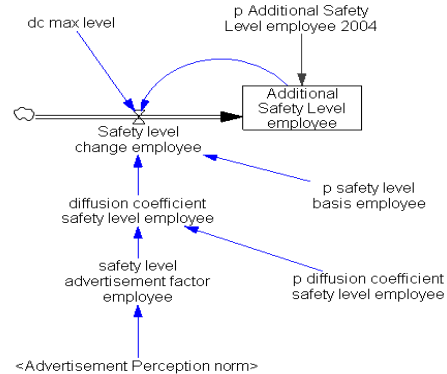 dc max level
p Additional Safety
Level employee 2004
Additional
Safety Level
employee
Safety level
change employee
p safety level
basis employee
diffusion coefficient
safety level employee
safety level
advertisement factor
employee
p diffusion coefficient
safety level employee
<Advertisement Perception norm>